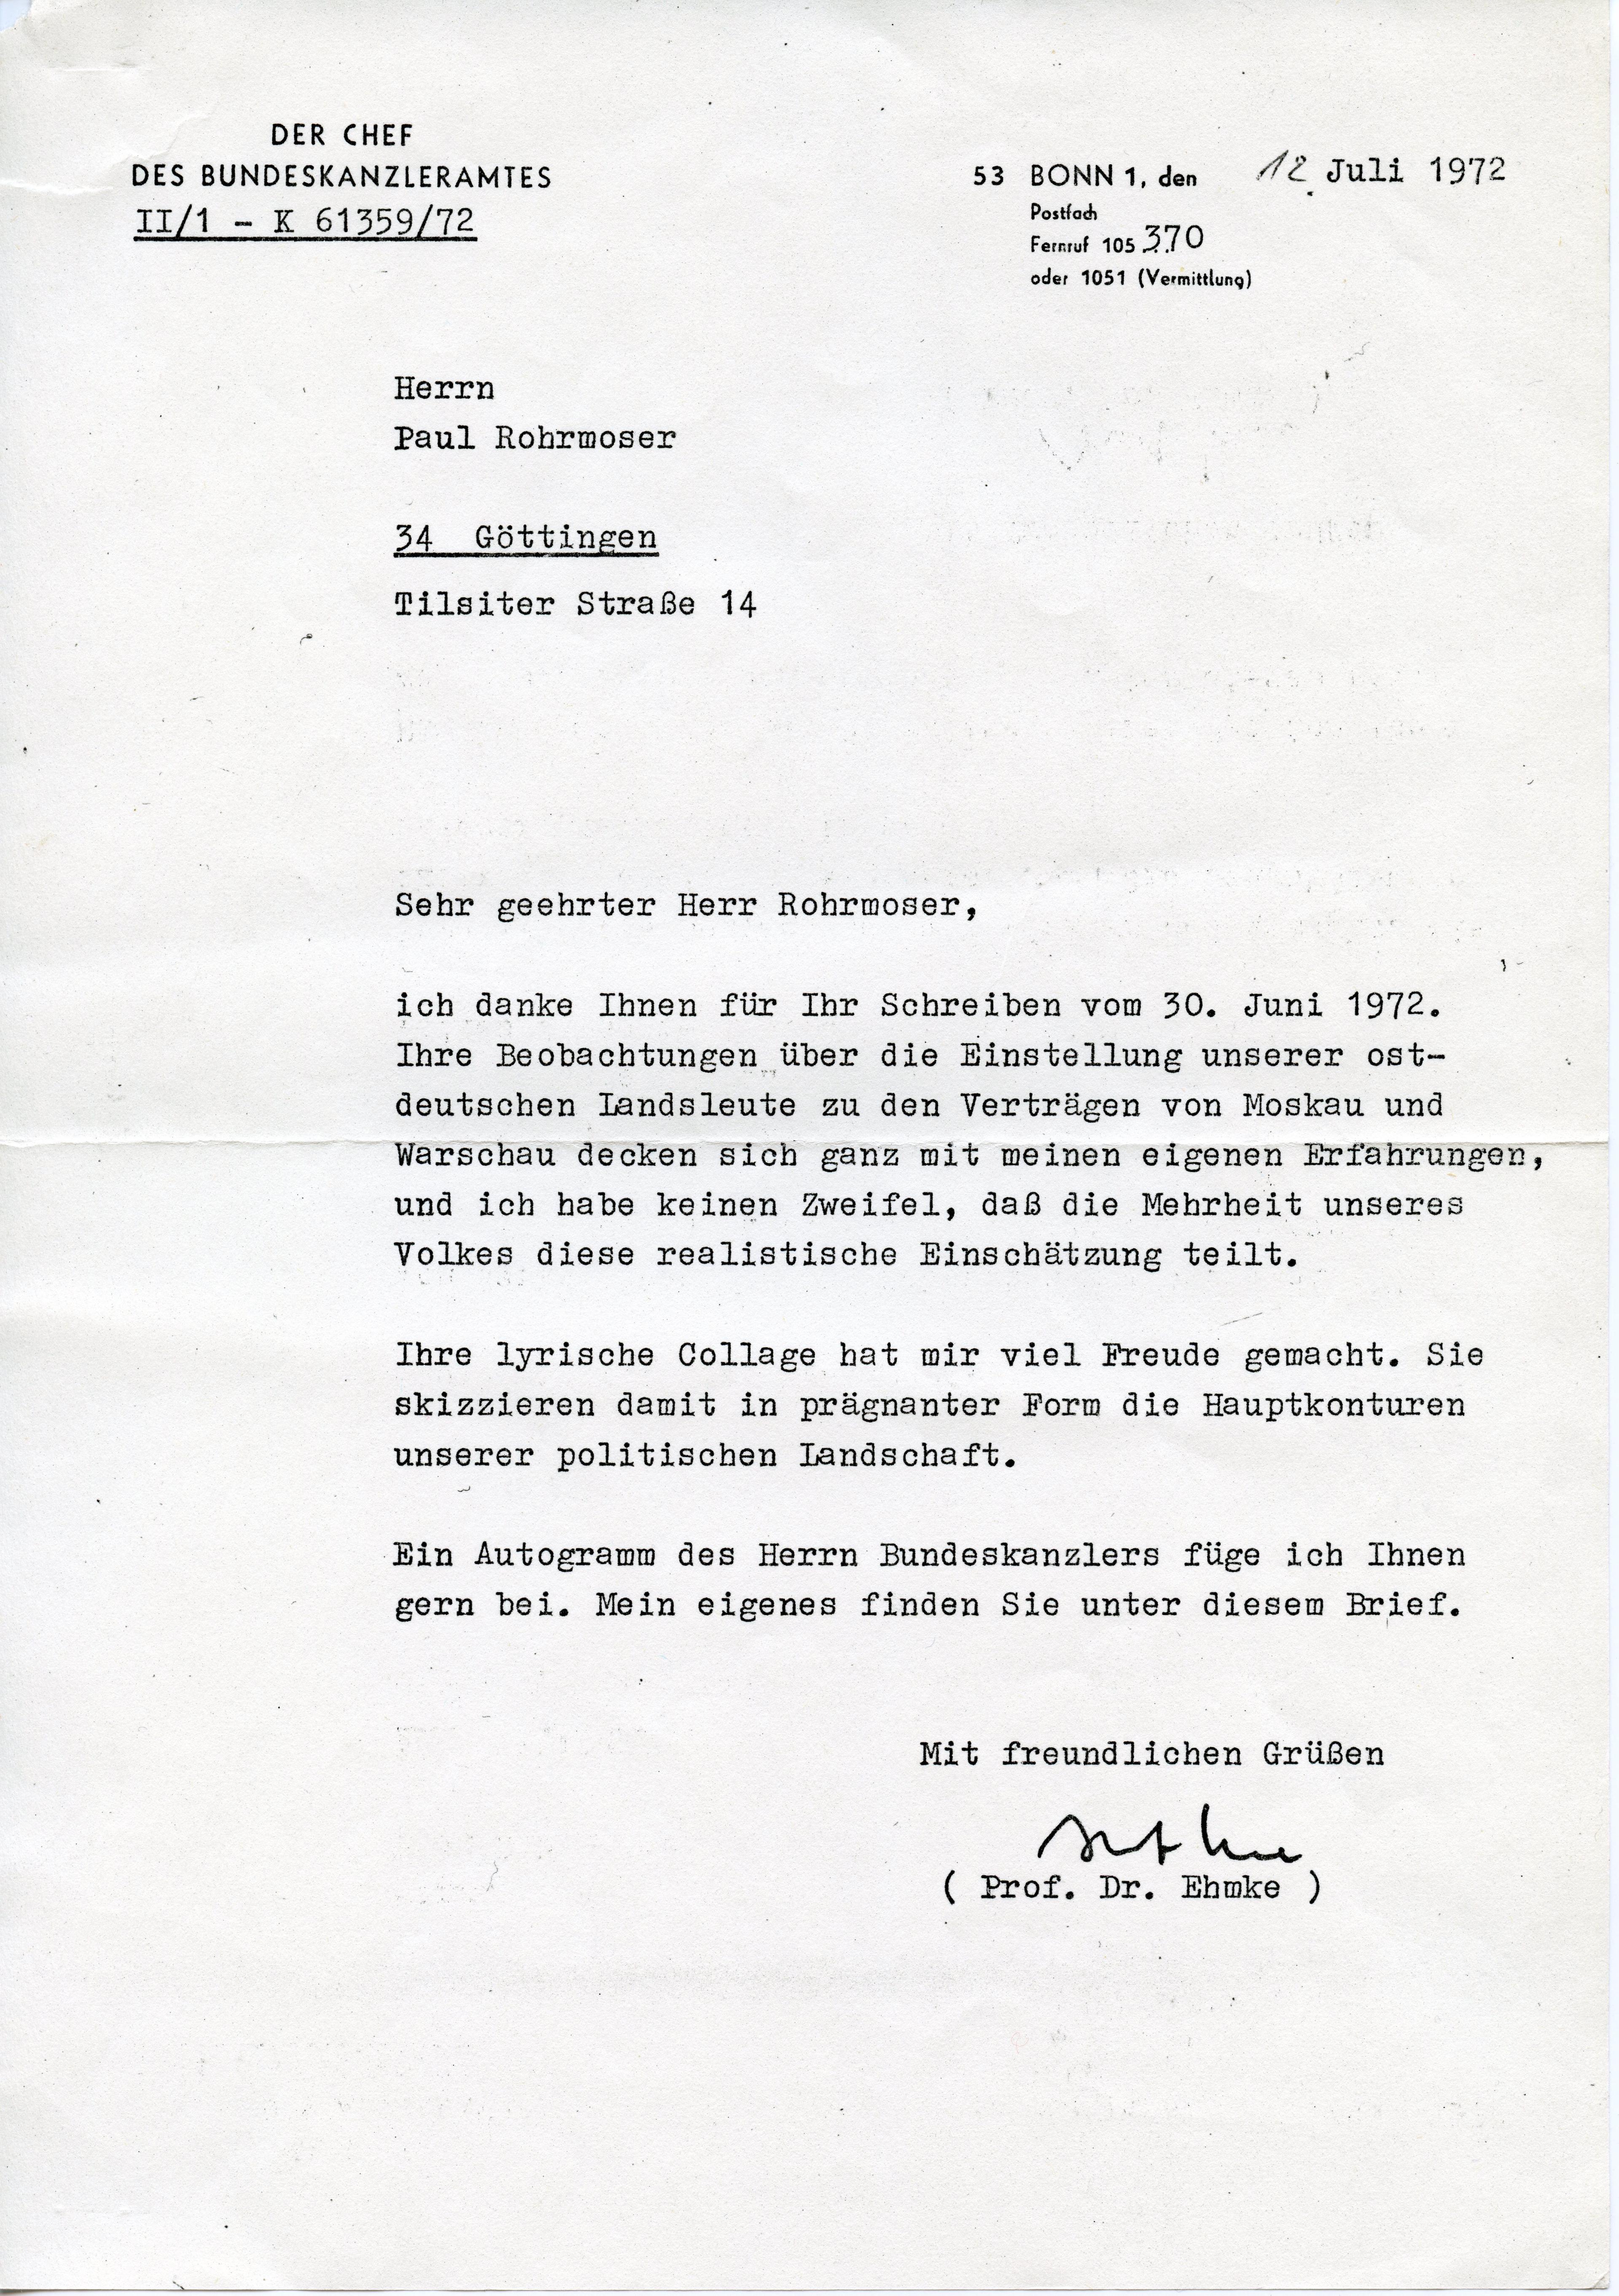 DER CHEF
DES BUNDESKANZLERAMTES
II/1 - K 61359/72
53 BONN 1, den 12. Juli 1972
Postfach
Fernruf 105 370
oder 1051 (Vermittlung)
Herrn
Paul Rohrmoser
34 Göttingen
Tilsiter Straße 14
Sehr geehrter Herr Rohrmoser,
ich danke Ihnen für Ihr Schreiben vom 30. Juni 1972.
Ihre Beobachtungen über die Einstellung unserer ost-
deutschen Landsleute zu den Verträgen von Moskau und
Warschau decken sich ganz mit meinen eigenen Erfahrungen,
und ich habe keinen Zweifel, daß die Mehrheit unseres
Volkes diese realistische Einschätzung teilt.
Ihre lyrische Collage hat mir viel Freude gemacht. Sie
skizzieren damit in prägnanter Form die Hauptkonturen
unserer politischen Landschaft.
Ein Autogramm des Herrn Bundeskanzlers füge ich Ihnen
gern bei. Mein eigenes finden Sie unter diesem Brief.
Mit freundlichen Grüßen
( Prof. Dr. Ehmke )